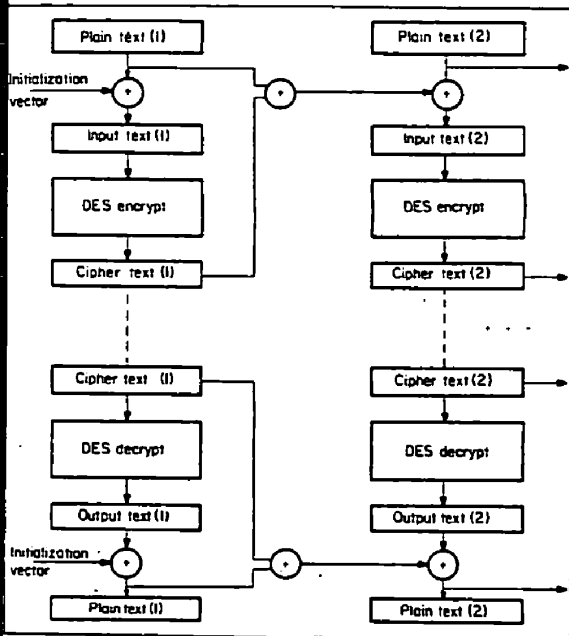 Plain text (1)
Plain text (2)
Initialization
vector
+
+
+
Input text (1)
Input text (2)
DES encrypt
DES encrypt
Cipher text (1)
Cipher text (2)
Cipher text (1)
Cipher text (2)
DES decrypt
DES decrypt
Output text (1)
Output text (2)
Initialization
vector
+
+
+
Plain text (1)
Plain text (2)